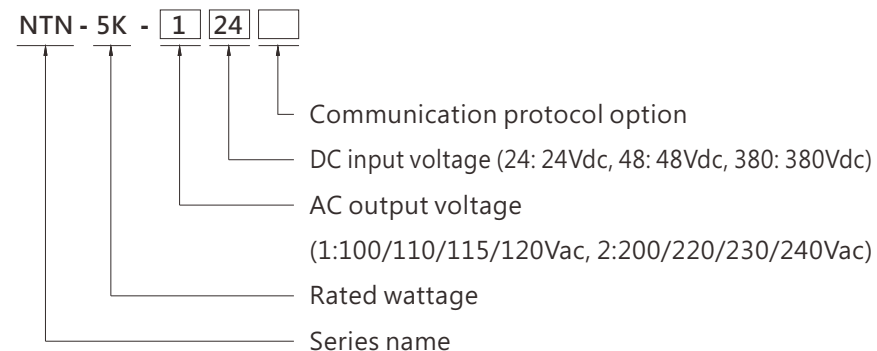 NTN - 5K - 1 24
Communication protocol option
DC input voltage (24: 24Vdc, 48: 48Vdc, 380: 380Vdc)
AC output voltage
(1:100/110/115/120Vac, 2:200/220/230/240Vac)
Rated wattage
Series name